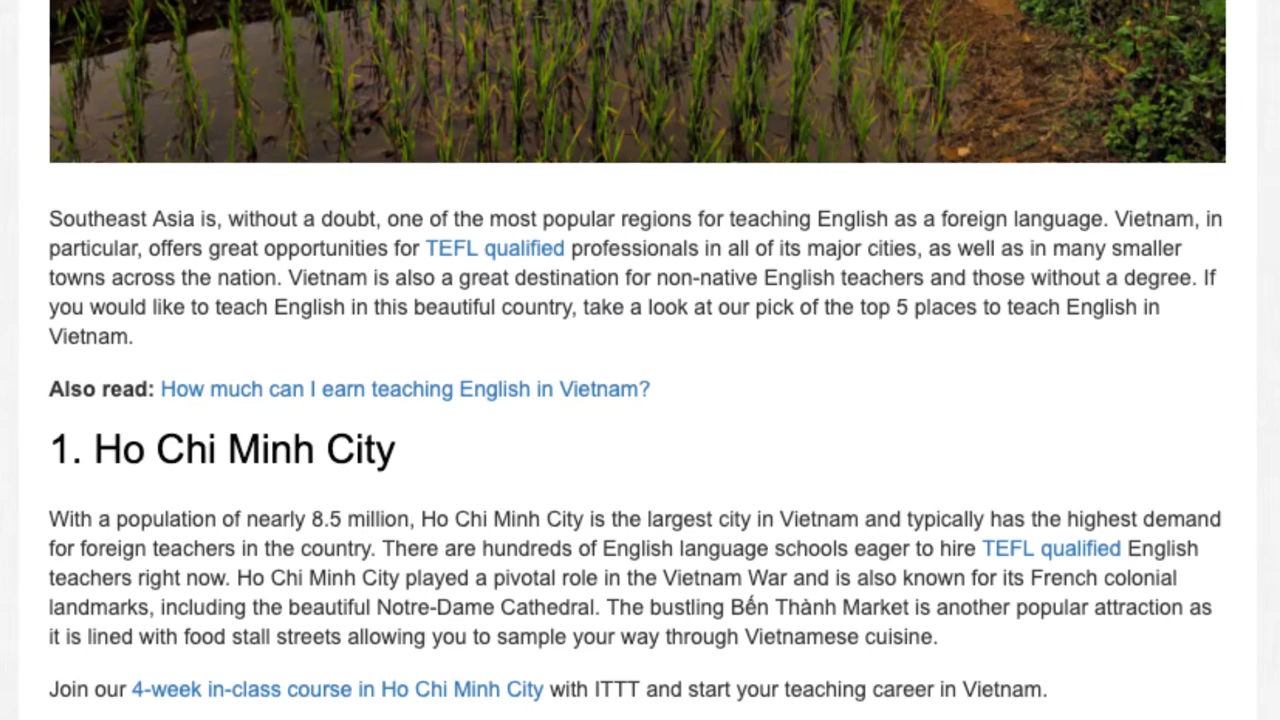 Southeast Asia is, without a doubt, one of the most popular regions for teaching English as a foreign language. Vietnam, in
particular, offers great opportunities for TEFL qualified professionals in all of its major cities, as well as in many smaller
towns across the nation. Vietnam is also a great destination for non-native English teachers and those without a degree. If
you would like to teach English in this beautiful country, take a look at our pick of the top 5 places to teach English in
Vietnam.
Also read: How much can I earn teaching English in Vietnam?
1. Ho Chi Minh City
With a population of nearly 8.5 million, Ho Chi Minh City is the largest city in Vietnam and typically has the highest demand
for foreign teachers in the country. There are hundreds of English language schools eager to hire TEFL qualified English
teachers right now. Ho Chi Minh City played a pivotal role in the Vietnam War and is also known for its French colonial
landmarks, including the beautiful Notre-Dame Cathedral. The bustling Bến Thành Market is another popular attraction as
it is lined with food stall streets allowing you to sample your way through Vietnamese cuisine.
Join our 4-week in-class course in Ho Chi Minh City with ITTT and start your teaching career in Vietnam.